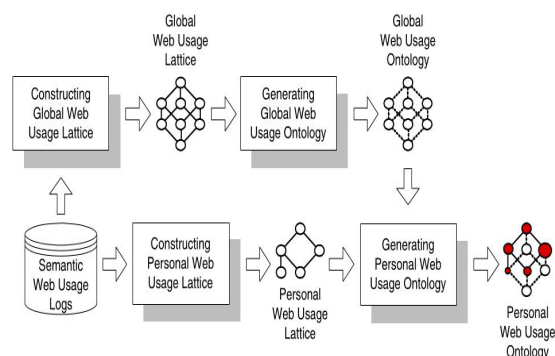 Global
Web Usage
Lattice
Global
Web Usage
Ontology
Constructing
Global Web
Usage Lattice
Generating
Global Web
Usage Ontology
Semantic
Web Usage
Logs
Constructing
Personal Web
Usage Lattice
Personal
Web Usage
Lattice
Generating
Personal Web
Usage Ontology
Personal
Web Usage
Ontology